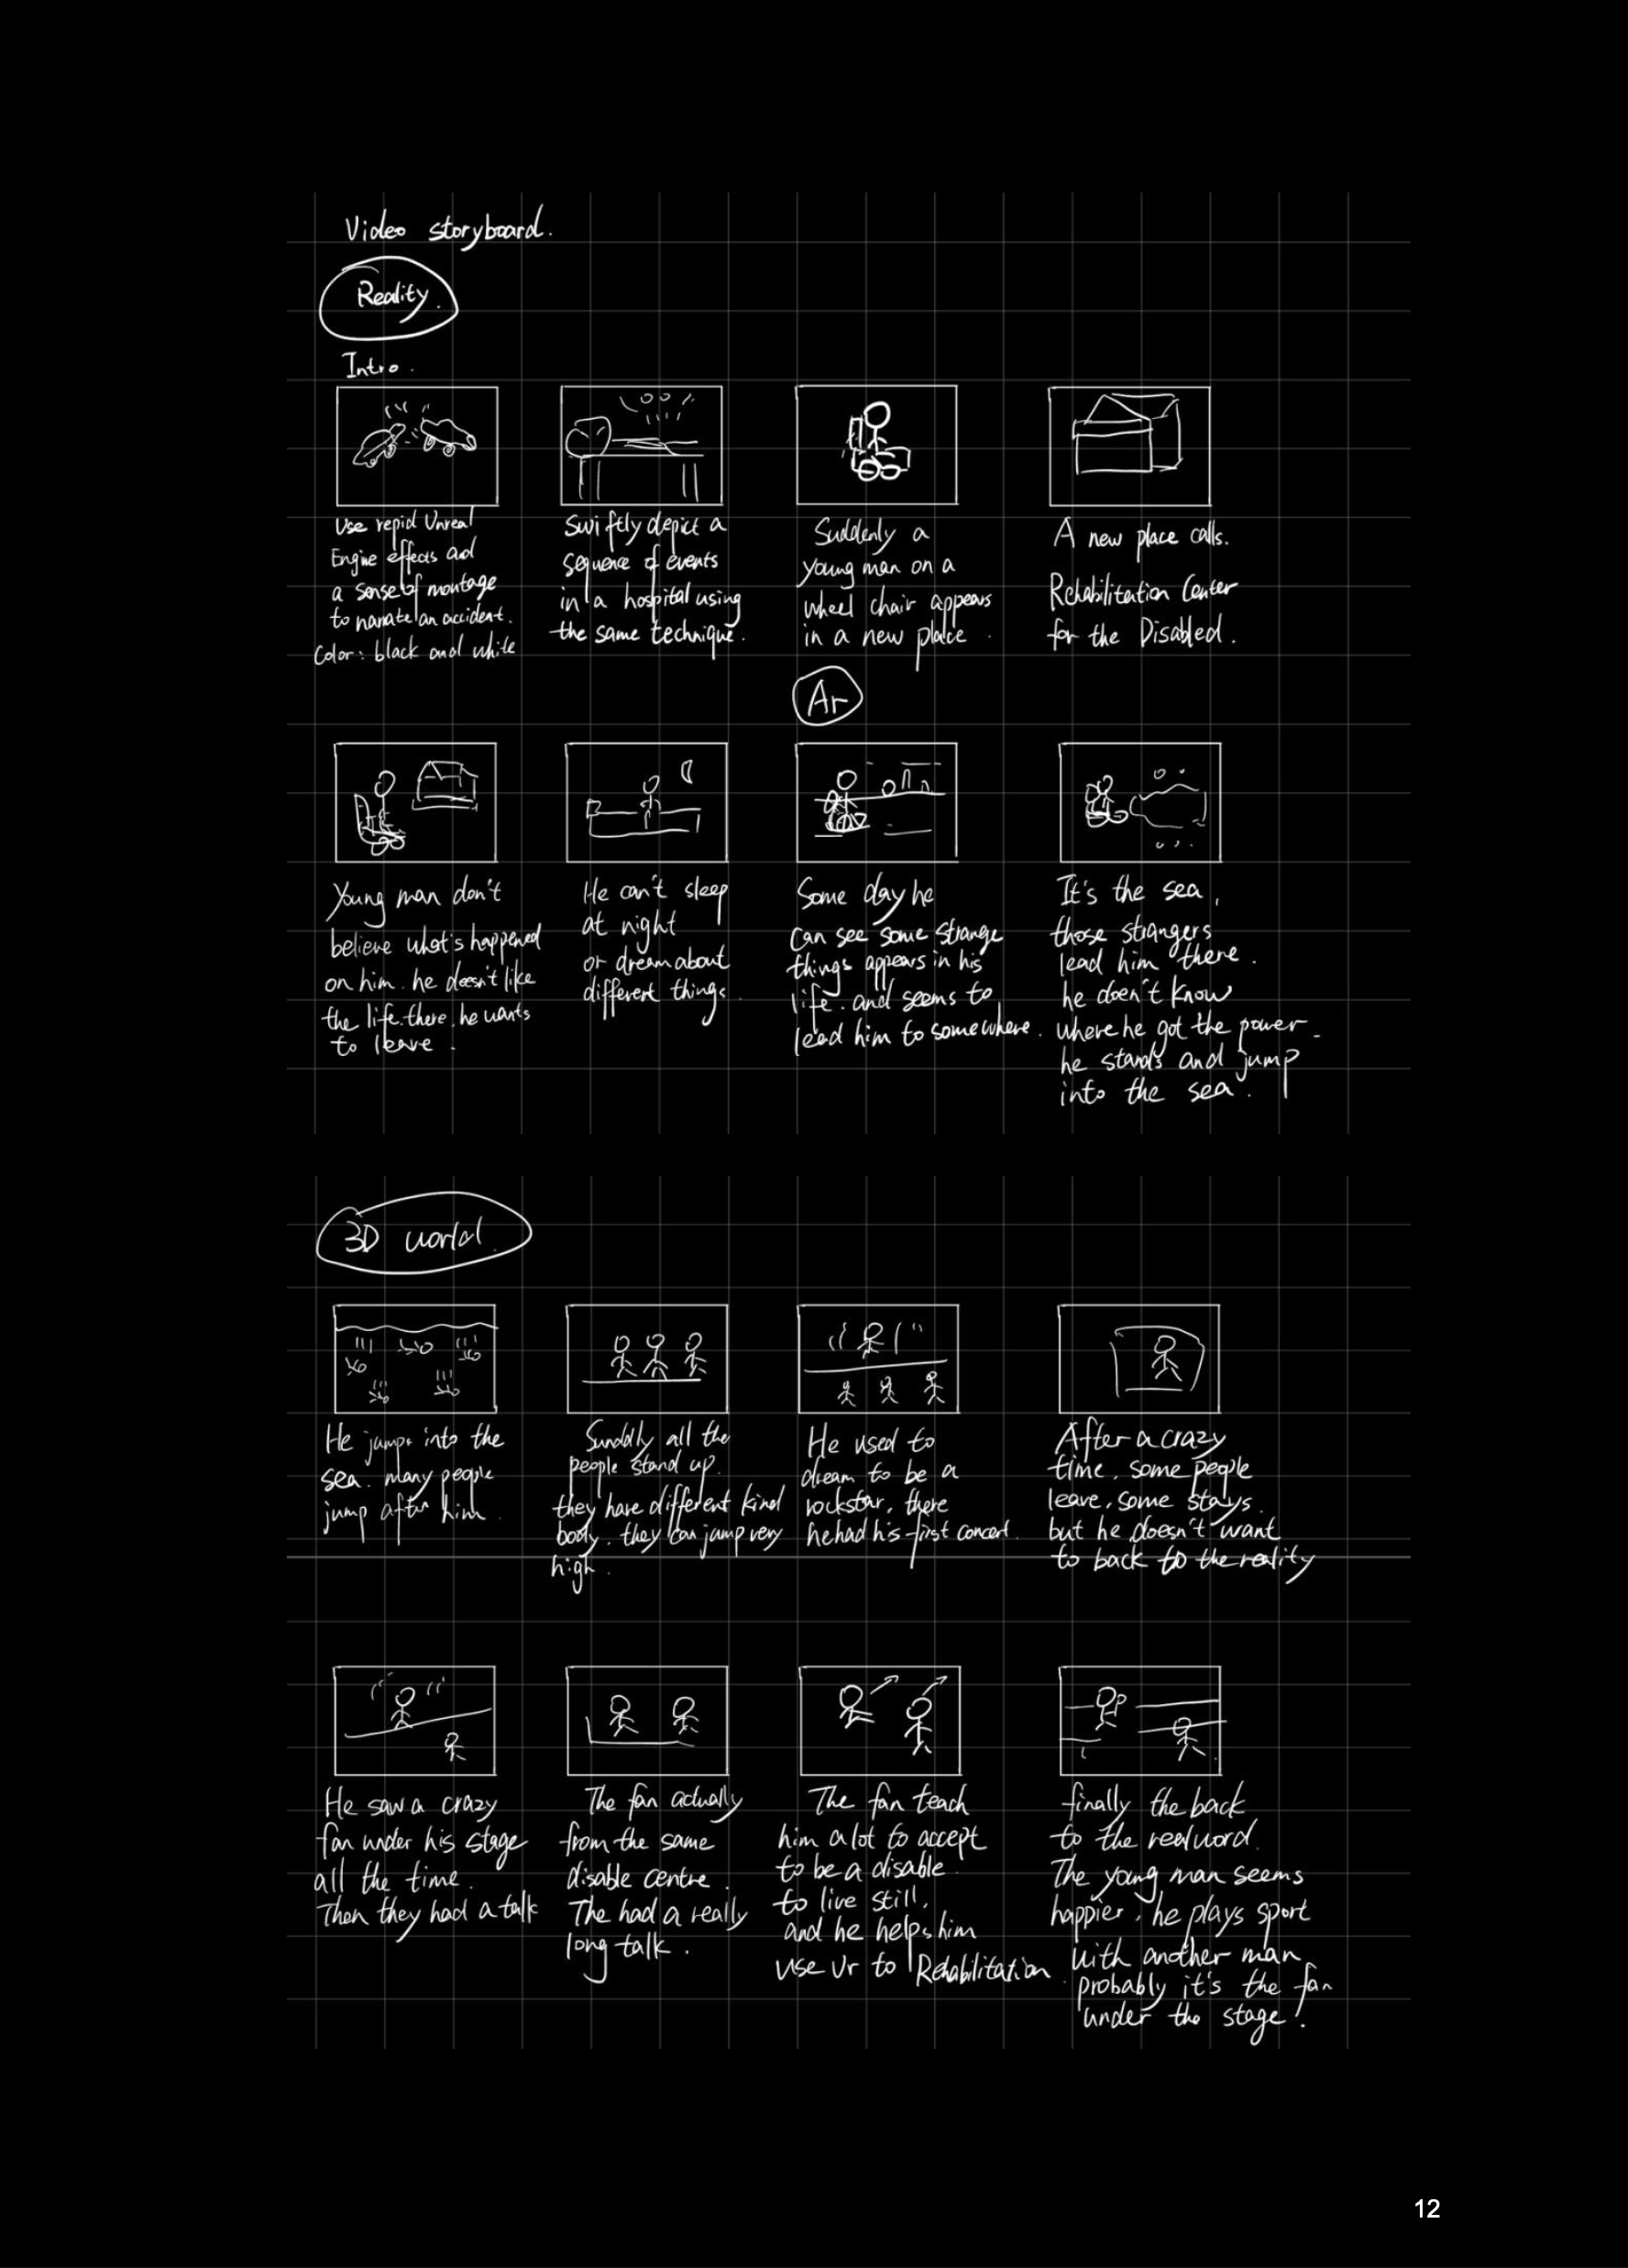 Video storyboard.
Reality.
Intro.
Use repid Unreal
Engine effects and
a sense of montage
to narrate an accident.
Color: black and white
Swiftly depict a
sequence of events
in a hospital using
the same technique.
Suddenly a
young man on a
wheel chair appears
in a new place.
A new place calls.
Rehabilitation Center
for the Disabled.
Young man don't
believe what's happened
on him. he doesn't like
the life there, he wants
to leave.
He can't sleep
at night
or dream about
different things.
Ar
Some day he
can see some strange
things appears in his
life. and seems to
lead him to somewhere.
It's the sea,
those strangers
lead him there.
he doen't know
where he got the power
he stands and jump
into the sea.
3D world
He jumps into the
sea. many people
jump after him.
Sunddly all the
people stand up.
they have different kind
body. they can jump very
high.
He used to
dream to be a
rockstar, there
he had his first concert.
After a crazy
time, some people
leave, some stays.
but he doesn't want
to back to the reality
He saw a crazy
fan under his stage
all the time.
Then they had a talk
The fan actually
from the same
disable centre.
The had a really
long talk.
The fan teach
him a lot to accept
to be a disable.
to live still,
and he helps him
use Vr to Rehabilitation.
finally the back
to the real word.
The young man seems
happier, he plays sport
with another man
probably it's the fan
under the stage!
12